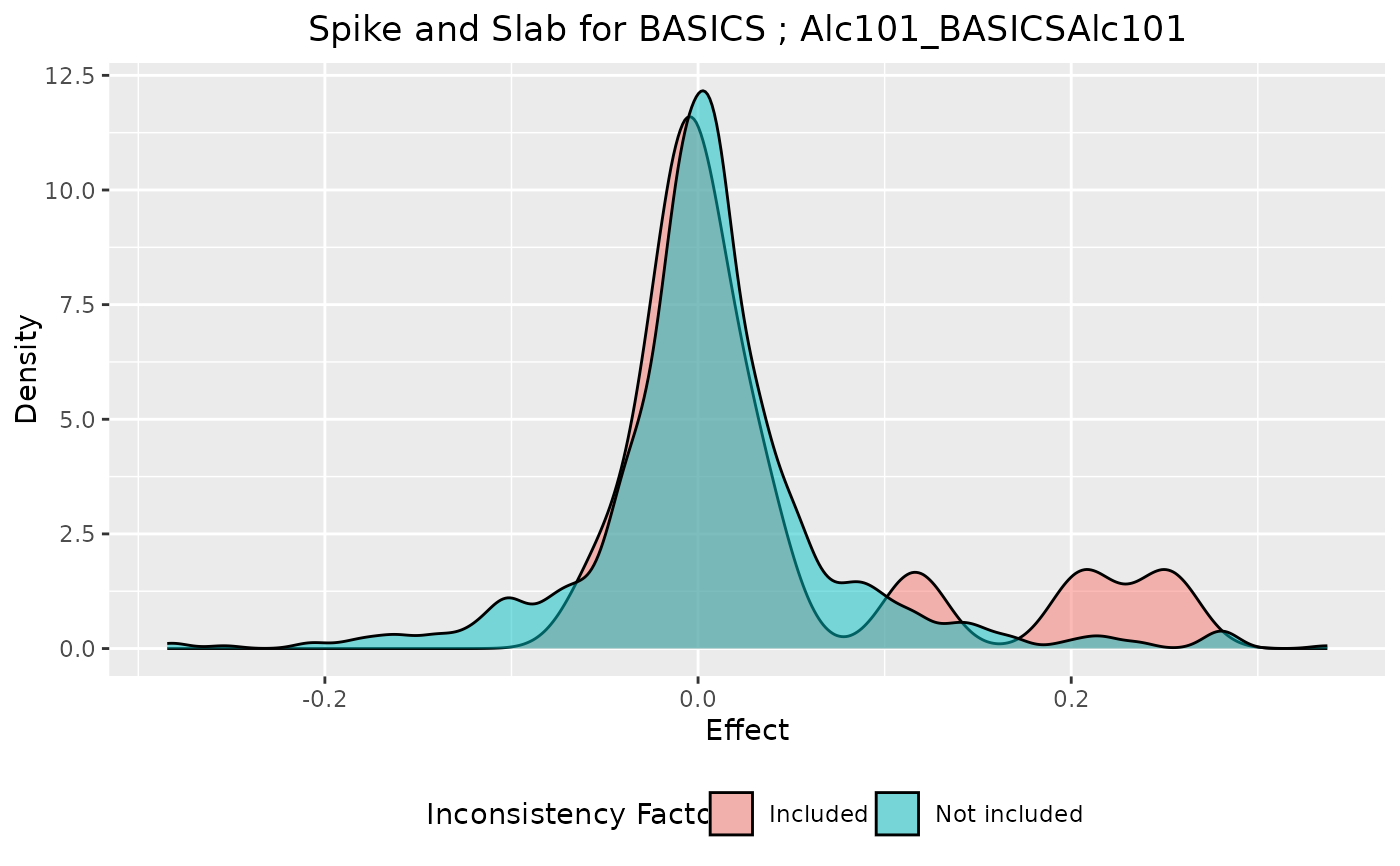 Spike and Slab for BASICS ; Alc101_BASICSAlc101
12.5
10.0
7.5
5.0
2.5
0.0
Density
-0.2 0.0 0.2
Effect
Inconsistency Facto Included Not included